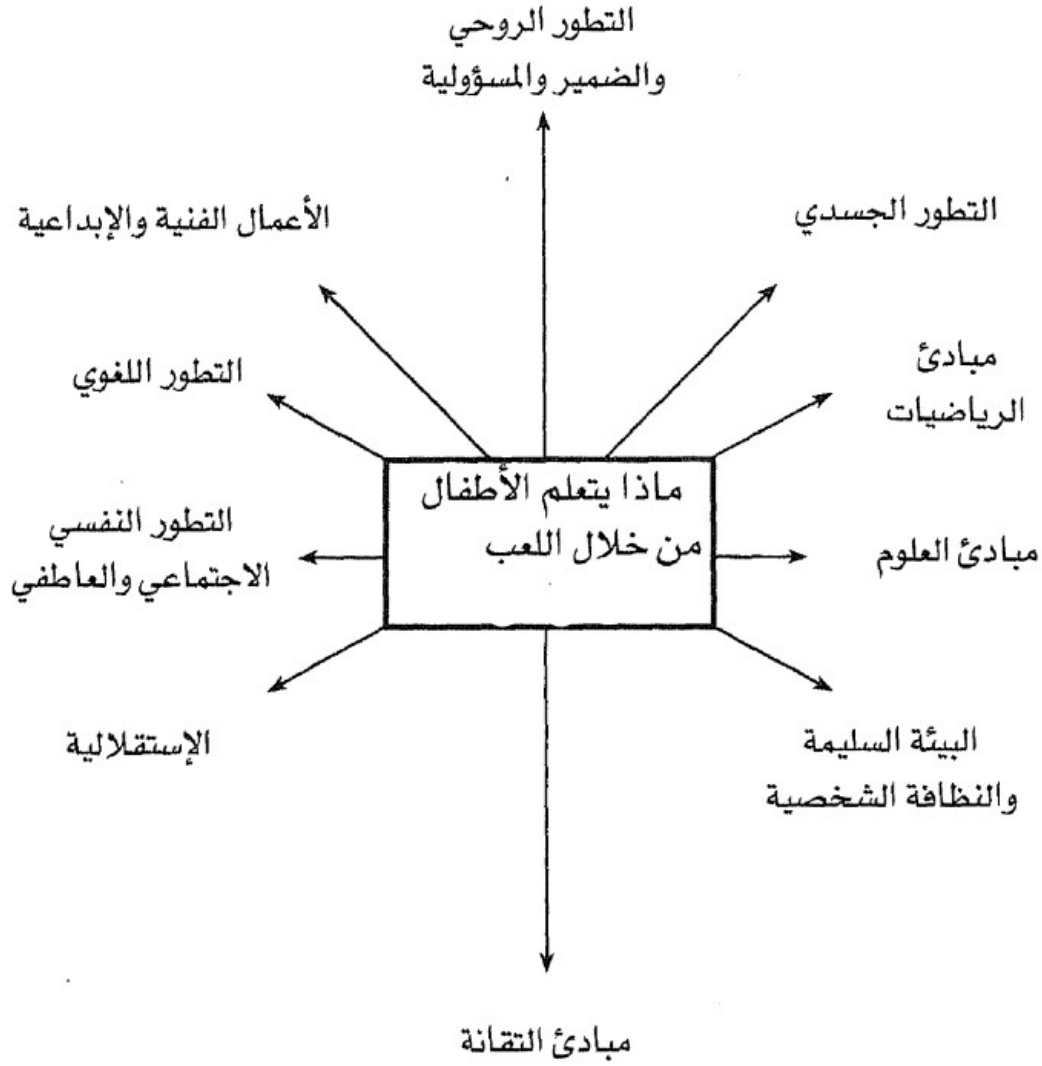 التطور الروحي
والضمير والمسؤولية
التطور الجسدي
الأعمال الفنية والإبداعية
مبادئ
الرياضيات
التطور اللغوي
ماذا يتعلم الأطفال
من خلال اللعب
مبادئ العلوم
التطور النفسي
الاجتماعي والعاطفي
البيئة السليمة
والنظافة الشخصية
الإستقلالية
مبادئ التقانة